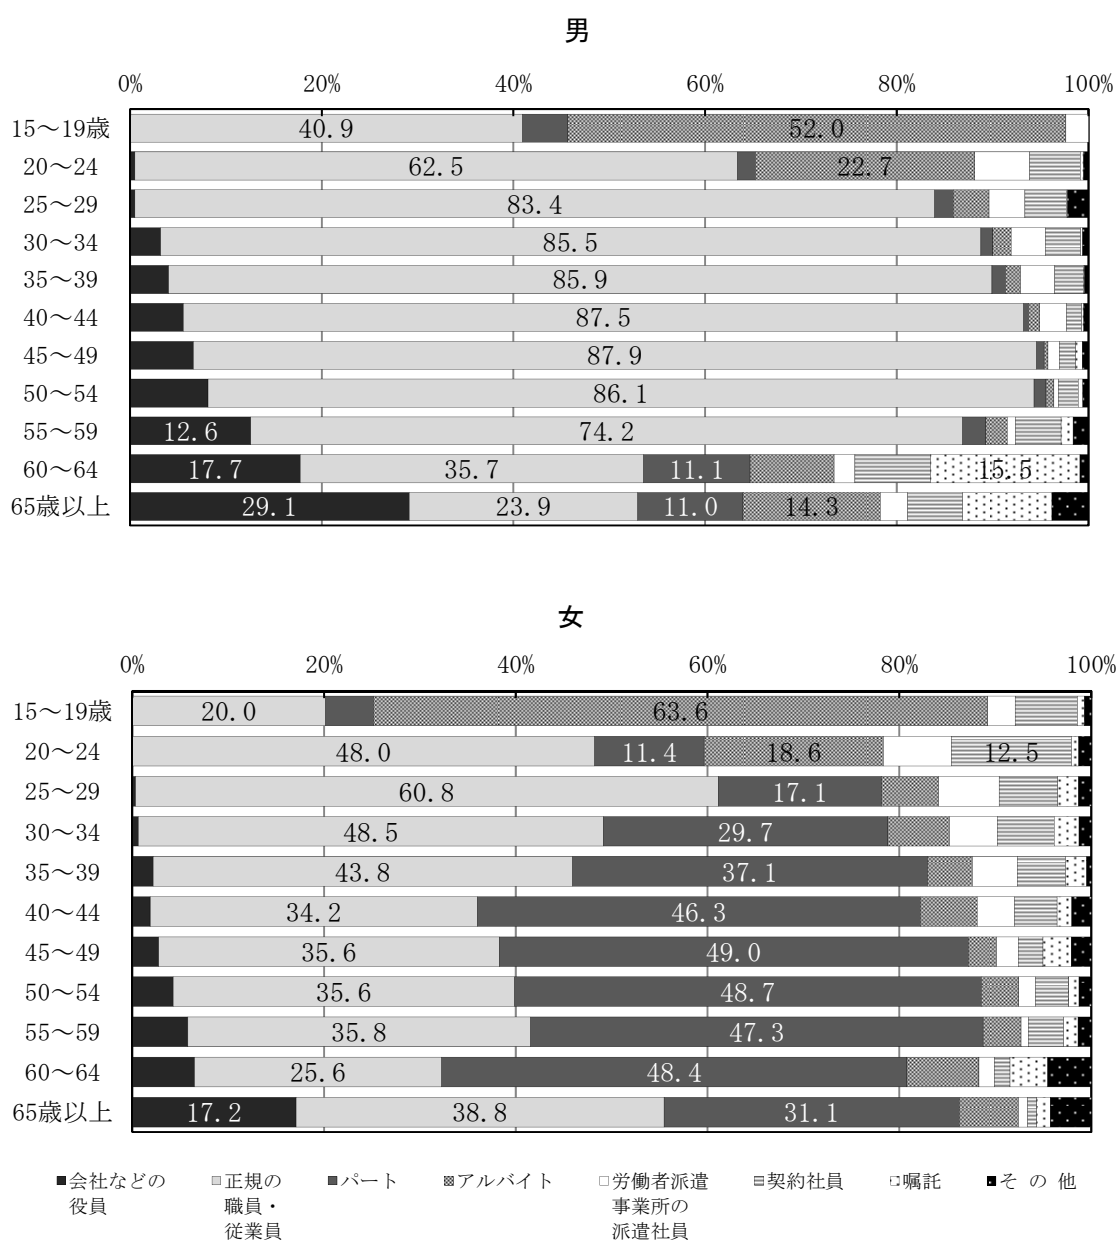 男
0% 20% 40% 60% 80% 100%
15～19歳 40.9 52.0
20～24 62.5 22.7
25～29 83.4
30～34 85.5
35～39 85.9
40～44 87.5
45～49 87.9
50～54 86.1
55～59 12.6 74.2
60～64 17.7 35.7 11.1 15.5
65歳以上 29.1 23.9 11.0 14.3
女
0% 20% 40% 60% 80% 100%
15～19歳 20.0 63.6
20～24 48.0 11.4 18.6 12.5
25～29 60.8 17.1
30～34 48.5 29.7
35～39 43.8 37.1
40～44 34.2 46.3
45～49 35.6 49.0
50～54 35.6 48.7
55～59 35.8 47.3
60～64 25.6 48.4
65歳以上 17.2 38.8 31.1
会社などの 正規の パート アルバイト 労働者派遣 契約社員 嘱託 その他
役員 職員・ 事業所の
従業員 派遣社員